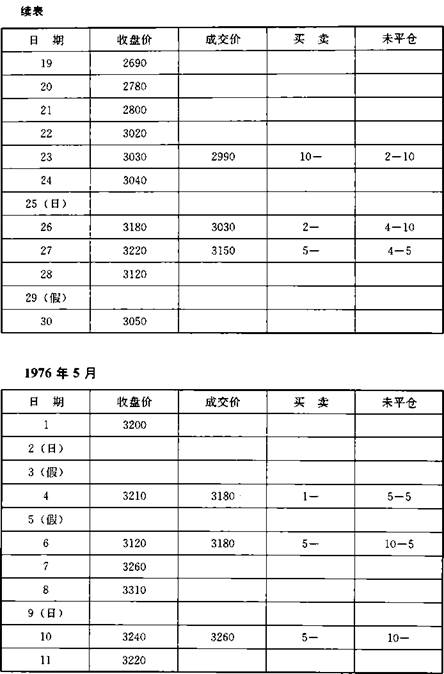 续表
日 期 收盘价 成交价 买 卖 未平仓
19 2690
20 2780
21 2800
22 3020
23 3030 2990 10— 2—10
24 3040
25（日）
26 3180 3030 2— 4—10
27 3220 3150 5— 4—5
28 3120
29（假）
30 3050
1976 年 5 月
日 期 收盘价 成交价 买 卖 未平仓
1 3200
2（日）
3（假）
4 3210 3180 1— 5—5
5（假）
6 3120 3180 5— 10—5
7 3260
8 3310
9（日）
10 3240 3260 5— 10—
11 3220